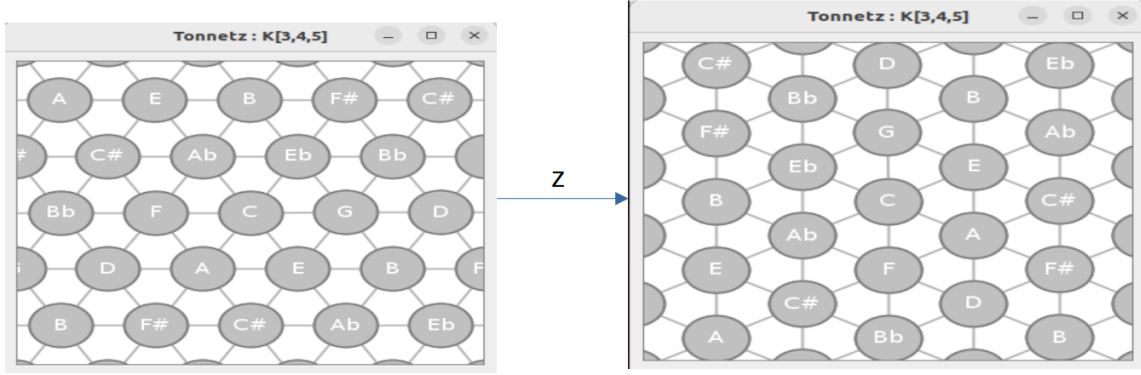 Tonnetz : K[3,4,5]
A E B F# C#
# C# Ab Eb Bb
Bb F C G D
D A E B F
B F# C# Ab Eb
Z
Tonnetz : K[3,4,5]
C# D Eb
Bb B
F# G Ab
Eb E
B C C#
Ab A
E F F#
C# D
A Bb B